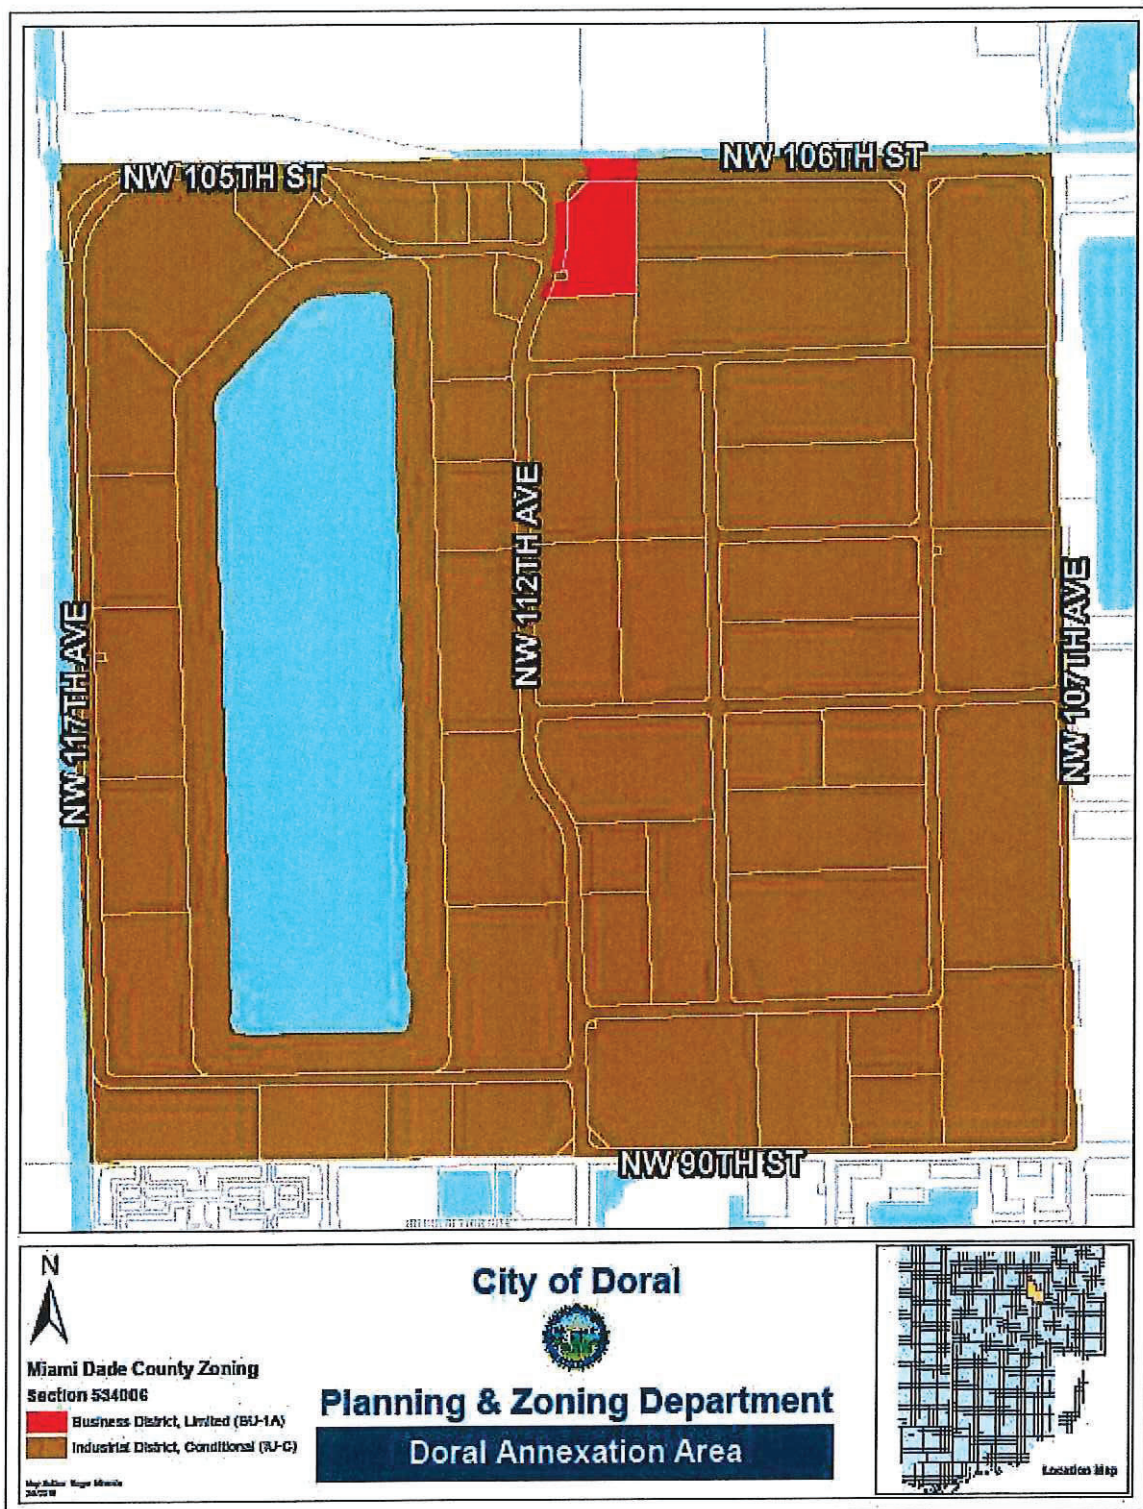 NW 105TH ST
NW 106TH ST
NW 112TH AVE
NW 117TH AVE
NW 107TH AVE
NW 90TH ST
N
Miami Dade County Zoning
Section 534006
Business District, Limited (BU-1A)
Industrial District, Conditional (IU-C)
City of Doral
Planning & Zoning Department
Doral Annexation Area
Location Map